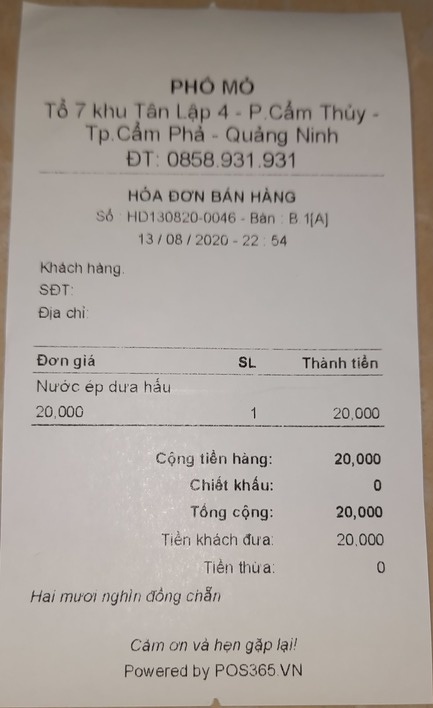 PHỐ MỎ
Tổ 7 khu Tân Lập 4 - P.Cẩm Thủy -
Tp.Cẩm Phả - Quảng Ninh
ĐT: 0858.931.931
HÓA ĐƠN BÁN HÀNG
Số : HD130820-0046 - Bàn : B 1[A]
13 / 08 / 2020 - 22 : 54
Khách hàng:
SĐT:
Địa chỉ:
Đơn giá SL Thành tiền
Nước ép dưa hấu
20,000 1 20,000
Cộng tiền hàng: 20,000
Chiết khấu: 0
Tổng cộng: 20,000
Tiền khách đưa: 20,000
Tiền thừa: 0
Hai mươi nghìn đồng chẵn
Cảm ơn và hẹn gặp lại!
Powered by POS365.VN